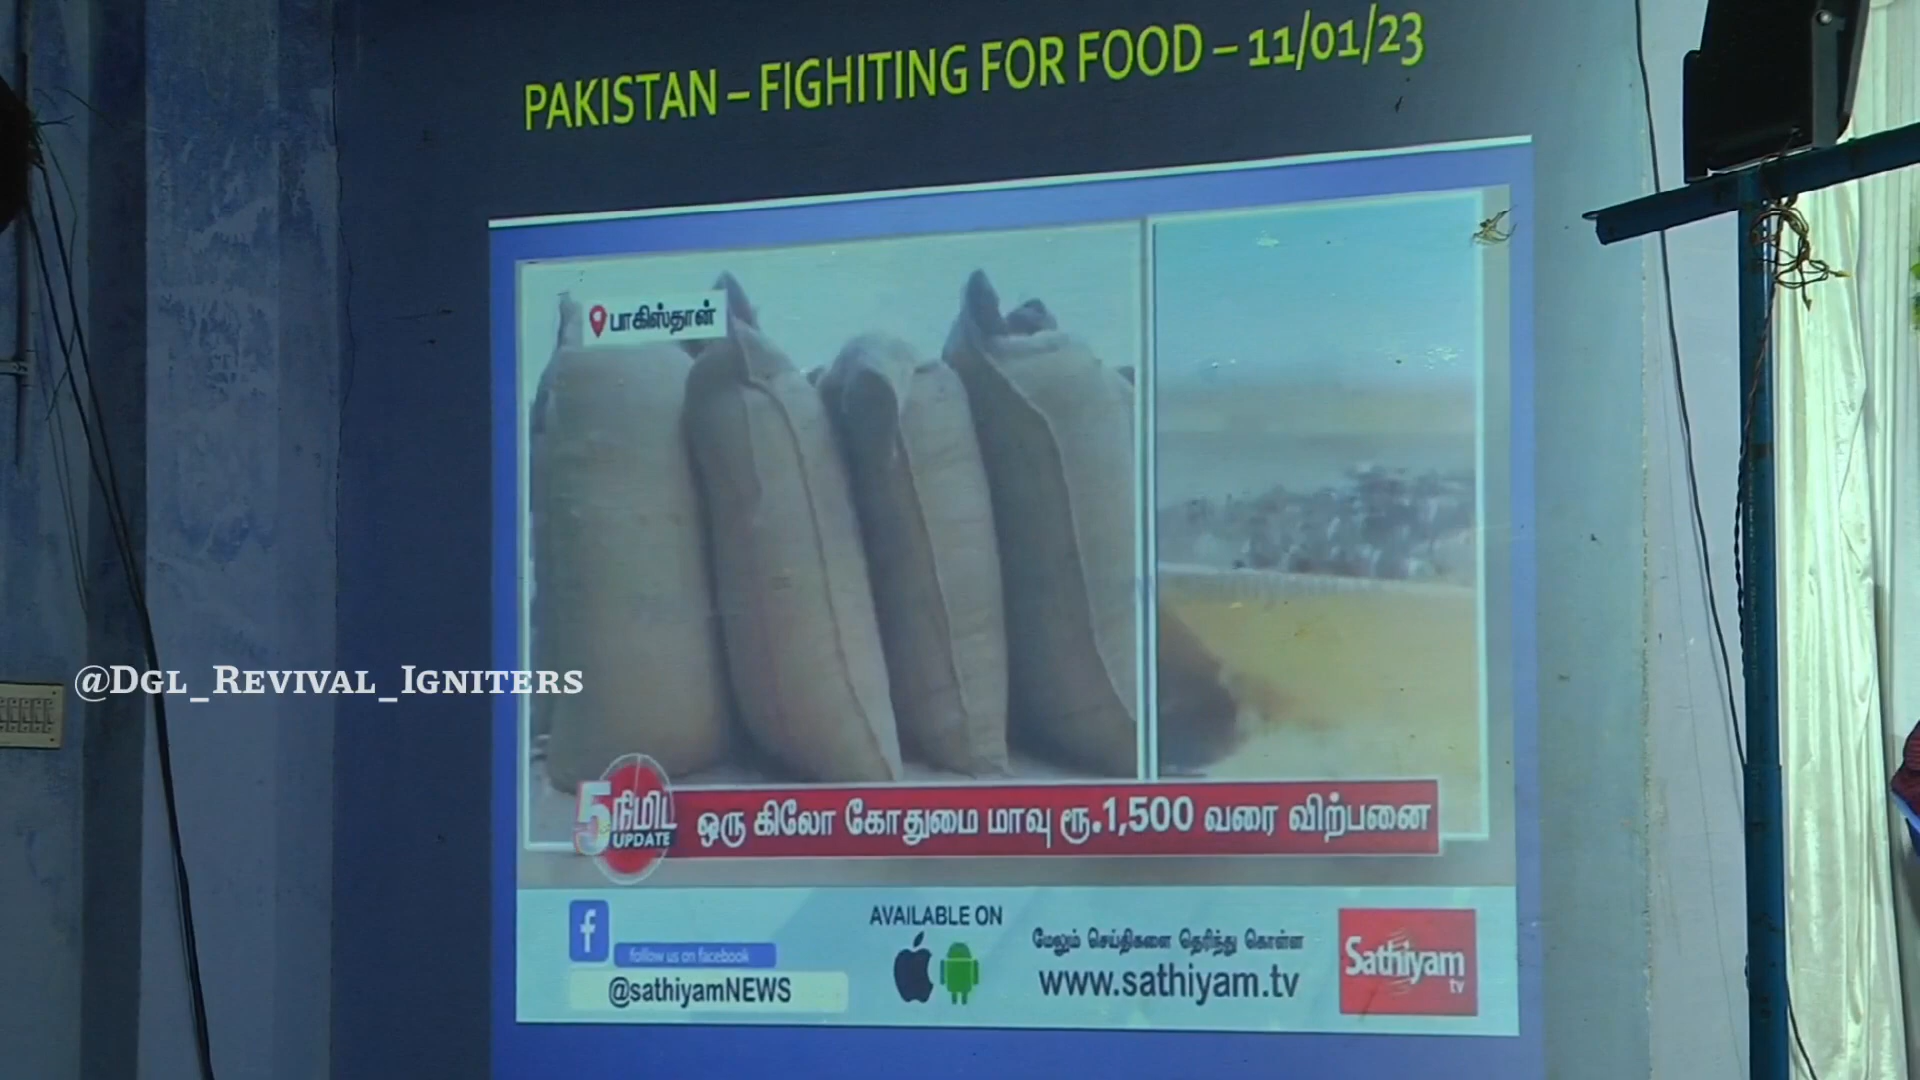 PAKISTAN – FIGHITING FOR FOOD – 11/01/23
பாகிஸ்தான்
@DGL_REVIVAL_IGNITERS
5 நிமிட
UPDATE
ஒரு கிலோ கோதுமை மாவு ரூ.1,500 வரை விற்பனை
f
follow us on facebook
@sathiyamNEWS
AVAILABLE ON
மேலும் செய்திகளை தெரிந்து கொள்ள
www.sathiyam.tv
Sathiyam
tv